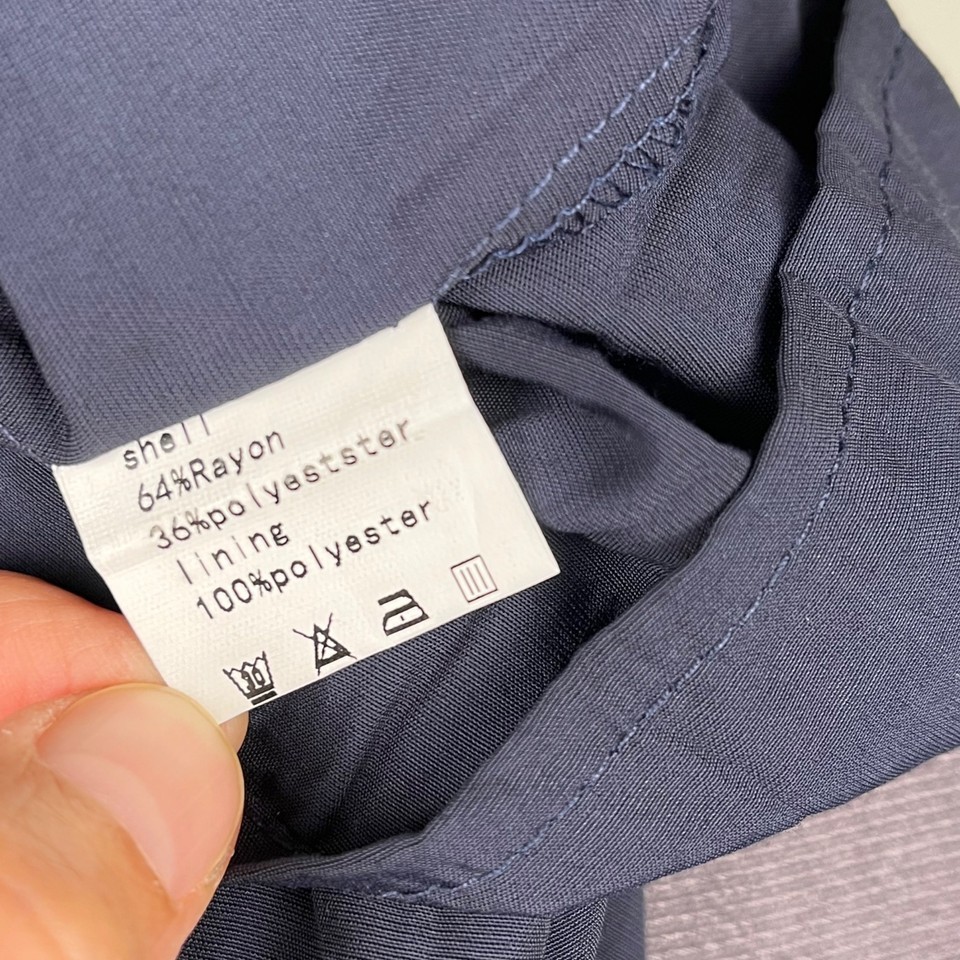 shell
64%Rayon
36%polyestster
lining
100%polyester